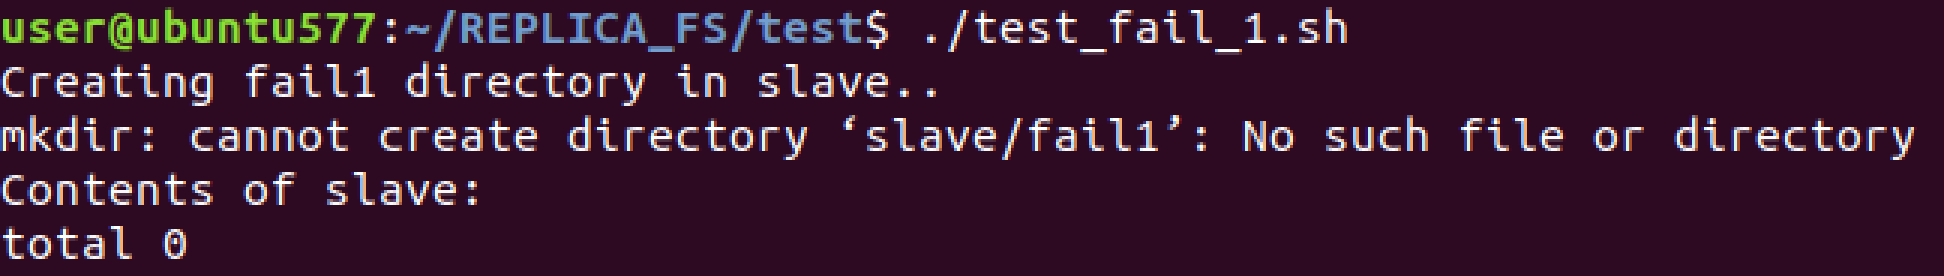 user@ubuntu577:~/REPLICA_FS/test$ ./test_fail_1.sh
Creating fail1 directory in slave..
mkdir: cannot create directory ‘slave/fail1’: No such file or directory
Contents of slave:
total 0